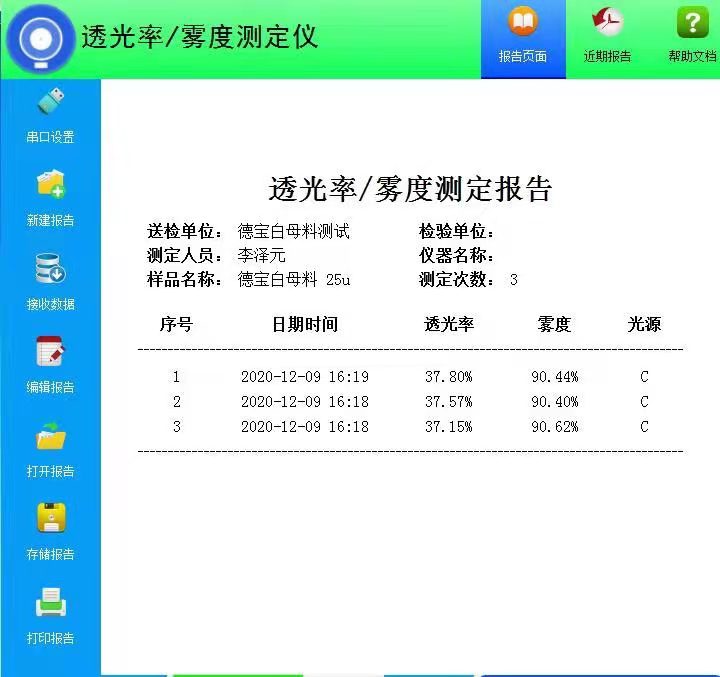 透光率/雾度测定仪
报告页面
近期报告
帮助文档
串口设置
新建报告
接收数据
编辑报告
打开报告
存储报告
打印报告
透光率/雾度测定报告
送检单位： 德宝白母料测试 检验单位：
测定人员： 李泽元 仪器名称：
样品名称： 德宝白母料 25u 测定次数： 3
序号 日期时间 透光率 雾度 光源
1 2020-12-09 16:19 37.80% 90.44% C
2 2020-12-09 16:18 37.57% 90.40% C
3 2020-12-09 16:18 37.15% 90.62% C